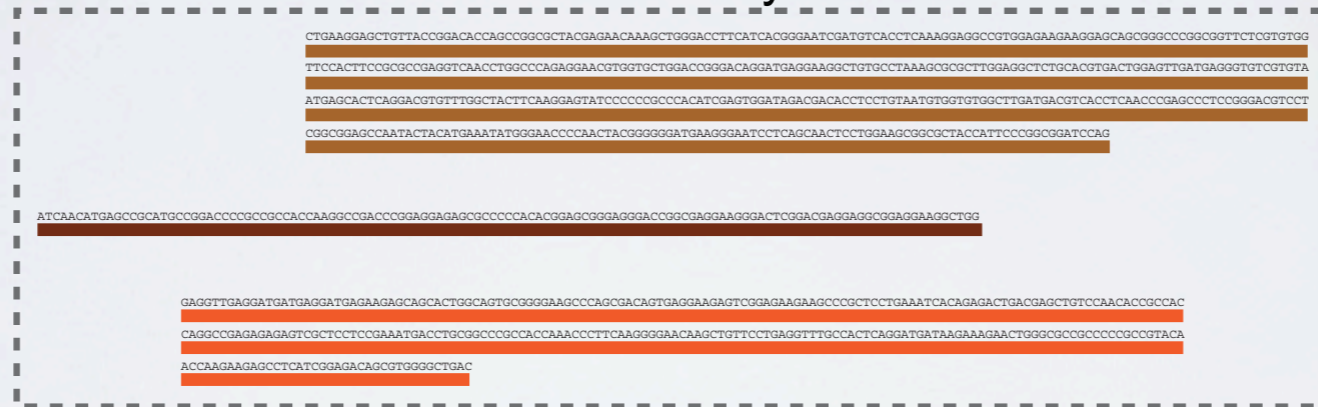 CTGAAGGAGCTGTTACCGGACACCAGCCGGCGCTACGAGAACAAAGCTGGGACCTTCATCACGGGAATCGATGTCACCTCAAAGGAGGCCGTGGAGAAGAAGGAGCAGCGGGCCCGGCGGTTCTCGTGTGG
TTCCACTTCCGCGCCGAGGTCAACCTGGCCCAGAGGAACGTGGTGCTGGACCGGGACAGGATGAGGAAGGCTGTGCCTAAAGCGCGCTTGGAGGCTCTGCACGTGACTGGAGTTGATGAGGGTGTCGTGTA
ATGAGCACTCAGGACGTGTTTGGCTACTTCAAGGAGTATCCCCCCGCCCACATCGAGTGGATAGACGACACCTCCTGTAATGTGGTGTGGCTTGATGACGTCACCTCAACCCGAGCCCTCCGGGACGTCCT
CGGCGGAGCCAATACTACATGAAATATGGGAACCCCAACTACGGGGGGATGAAGGGAATCCTCAGCAACTCCTGGAAGCGGCGCTACCATTCCCGGCGGATCCAG
ATCAACATGAGCCGCATGCCGGACCCCGCCGCCACCAAGGCCGACCCGGAGGAGAGCGCCCCCACACGGAGCGGGAGGGACCGGCGAGGAAGGGACTCGGACGAGGAGGCGGAGGAAGGCTGG
GAGGTTGAGGATGATGAGGATGAGAAGAGCAGCACTGGCAGTGCGGGGAAGCCCAGCGACAGTGAGGAAGAGTCGGAGAAGAAGCCCGCTCCTGAAATCACAGAGACTGACGAGCTGTCCAACACCGCCAC
CAGGCCGAGAGAGAGTCGCTCCTCCGAAATGACCTGCGGCCCGCCACCAAACCCTTCAAGGGGAACAAGCTGTTCCTGAGGTTTGCCACTCAGGATGATAAGAAAGAACTGGGCGCCGCCCCCGCCGTACA
ACCAAGAAGAGCCTCATCGGAGACAGCGTGGGGCTGAC